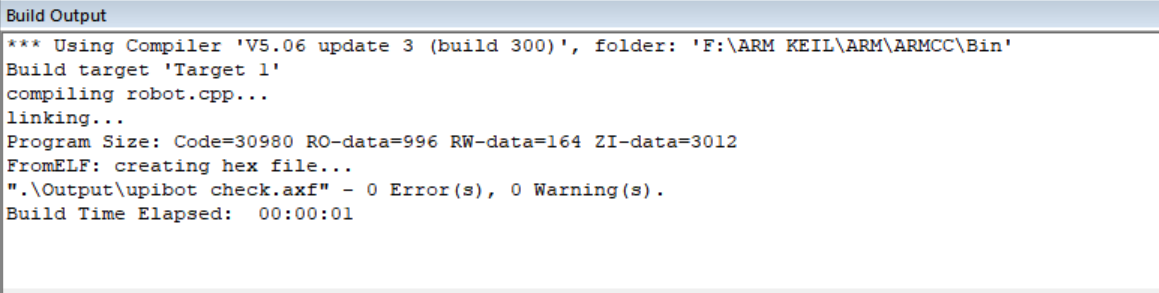 Build Output
*** Using Compiler 'V5.06 update 3 (build 300)', folder: 'F:\ARM KEIL\ARM\ARMCC\Bin'
Build target 'Target 1'
compiling robot.cpp...
linking...
Program Size: Code=30980 RO-data=996 RW-data=164 ZI-data=3012
FromELF: creating hex file...
".\Output\upibot check.axf" - 0 Error(s), 0 Warning(s).
Build Time Elapsed:  00:00:01